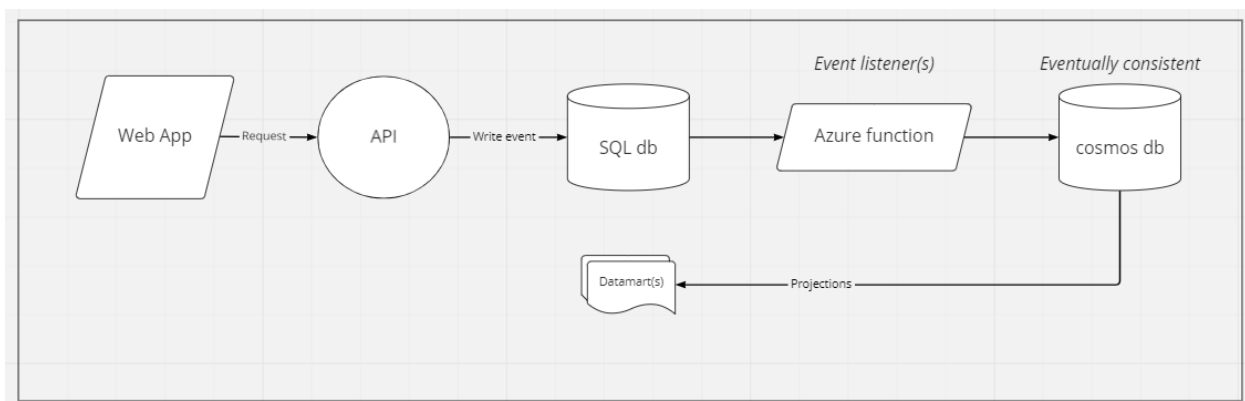 Event listener(s)
Eventually consistent
Web App
Request
API
Write event
SQL db
Azure function
cosmos db
Datamart(s)
Projections